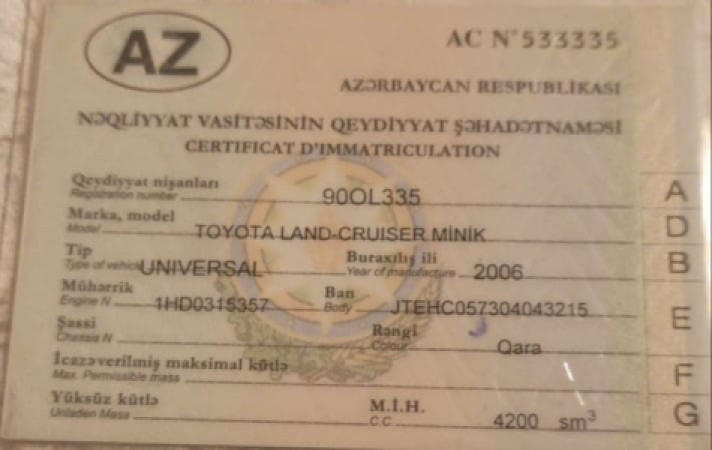 AZ
AC N°533335
AZƏRBAYCAN RESPUBLİKASI
NƏQLİYYAT VASİTƏSİNİN QEYDİYYAT ŞƏHADƏTNAMƏSİ
CERTIFICAT D'IMMATRICULATION
Qeydiyyat nişanları
Registration number 90OL335 A
Marka, model
Model TOYOTA LAND-CRUISER MİNİK D
Tip Buraxılış ili
Type of vehicle UNIVERSAL Year of manufacture 2006 B
Mühərrik Ban
Engine N 1HD0315357 Body JTEHC057304043215 E
Şassi Rəngi
Chassis N Colour Qara
İcazəverilmiş maksimal kütlə
Max. Permissible mass F
Yüksüz kütlə M.İ.H.
Unladen Mass C.C. 4200 sm³ G